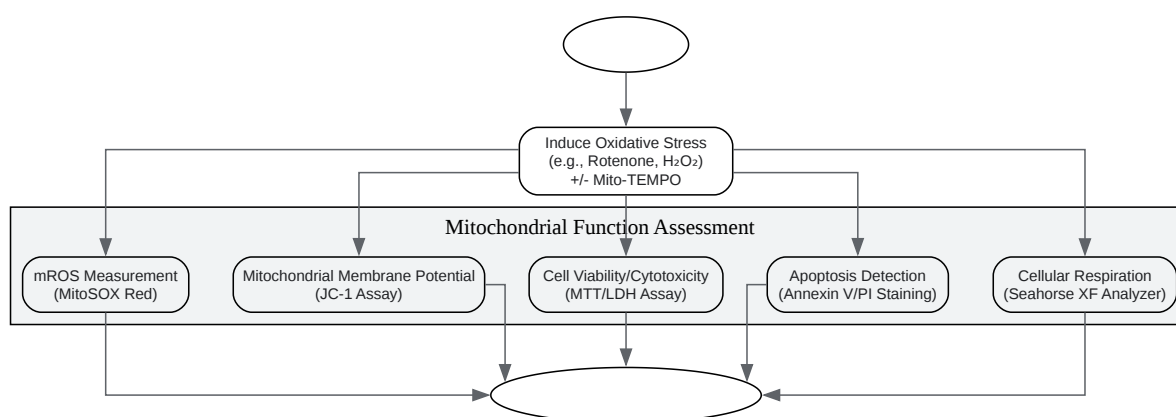 Induce Oxidative Stress
(e.g., Rotenone, H₂O₂)
+/- Mito-TEMPO
Mitochondrial Function Assessment
mROS Measurement
(MitoSOX Red)
Mitochondrial Membrane Potential
(JC-1 Assay)
Cell Viability/Cytotoxicity
(MTT/LDH Assay)
Apoptosis Detection
(Annexin V/PI Staining)
Cellular Respiration
(Seahorse XF Analyzer)